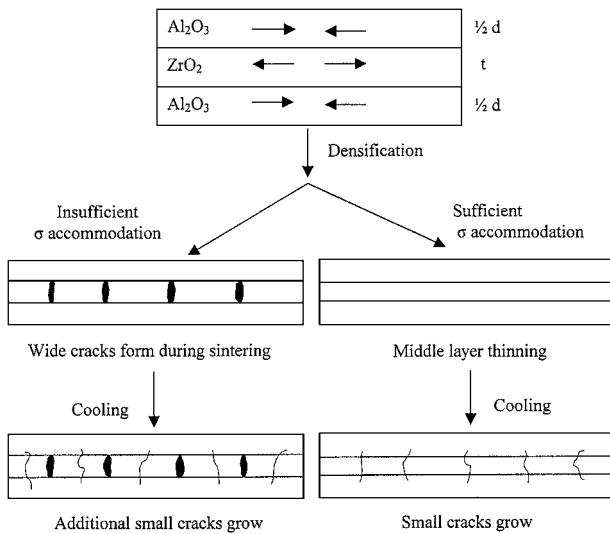 Al₂O₃ ½ d
ZrO₂ t
Al₂O₃ ½ d
Densification
Insufficient
σ accommodation
Sufficient
σ accommodation
Wide cracks form during sintering
Middle layer thinning
Cooling
Cooling
Additional small cracks grow
Small cracks grow